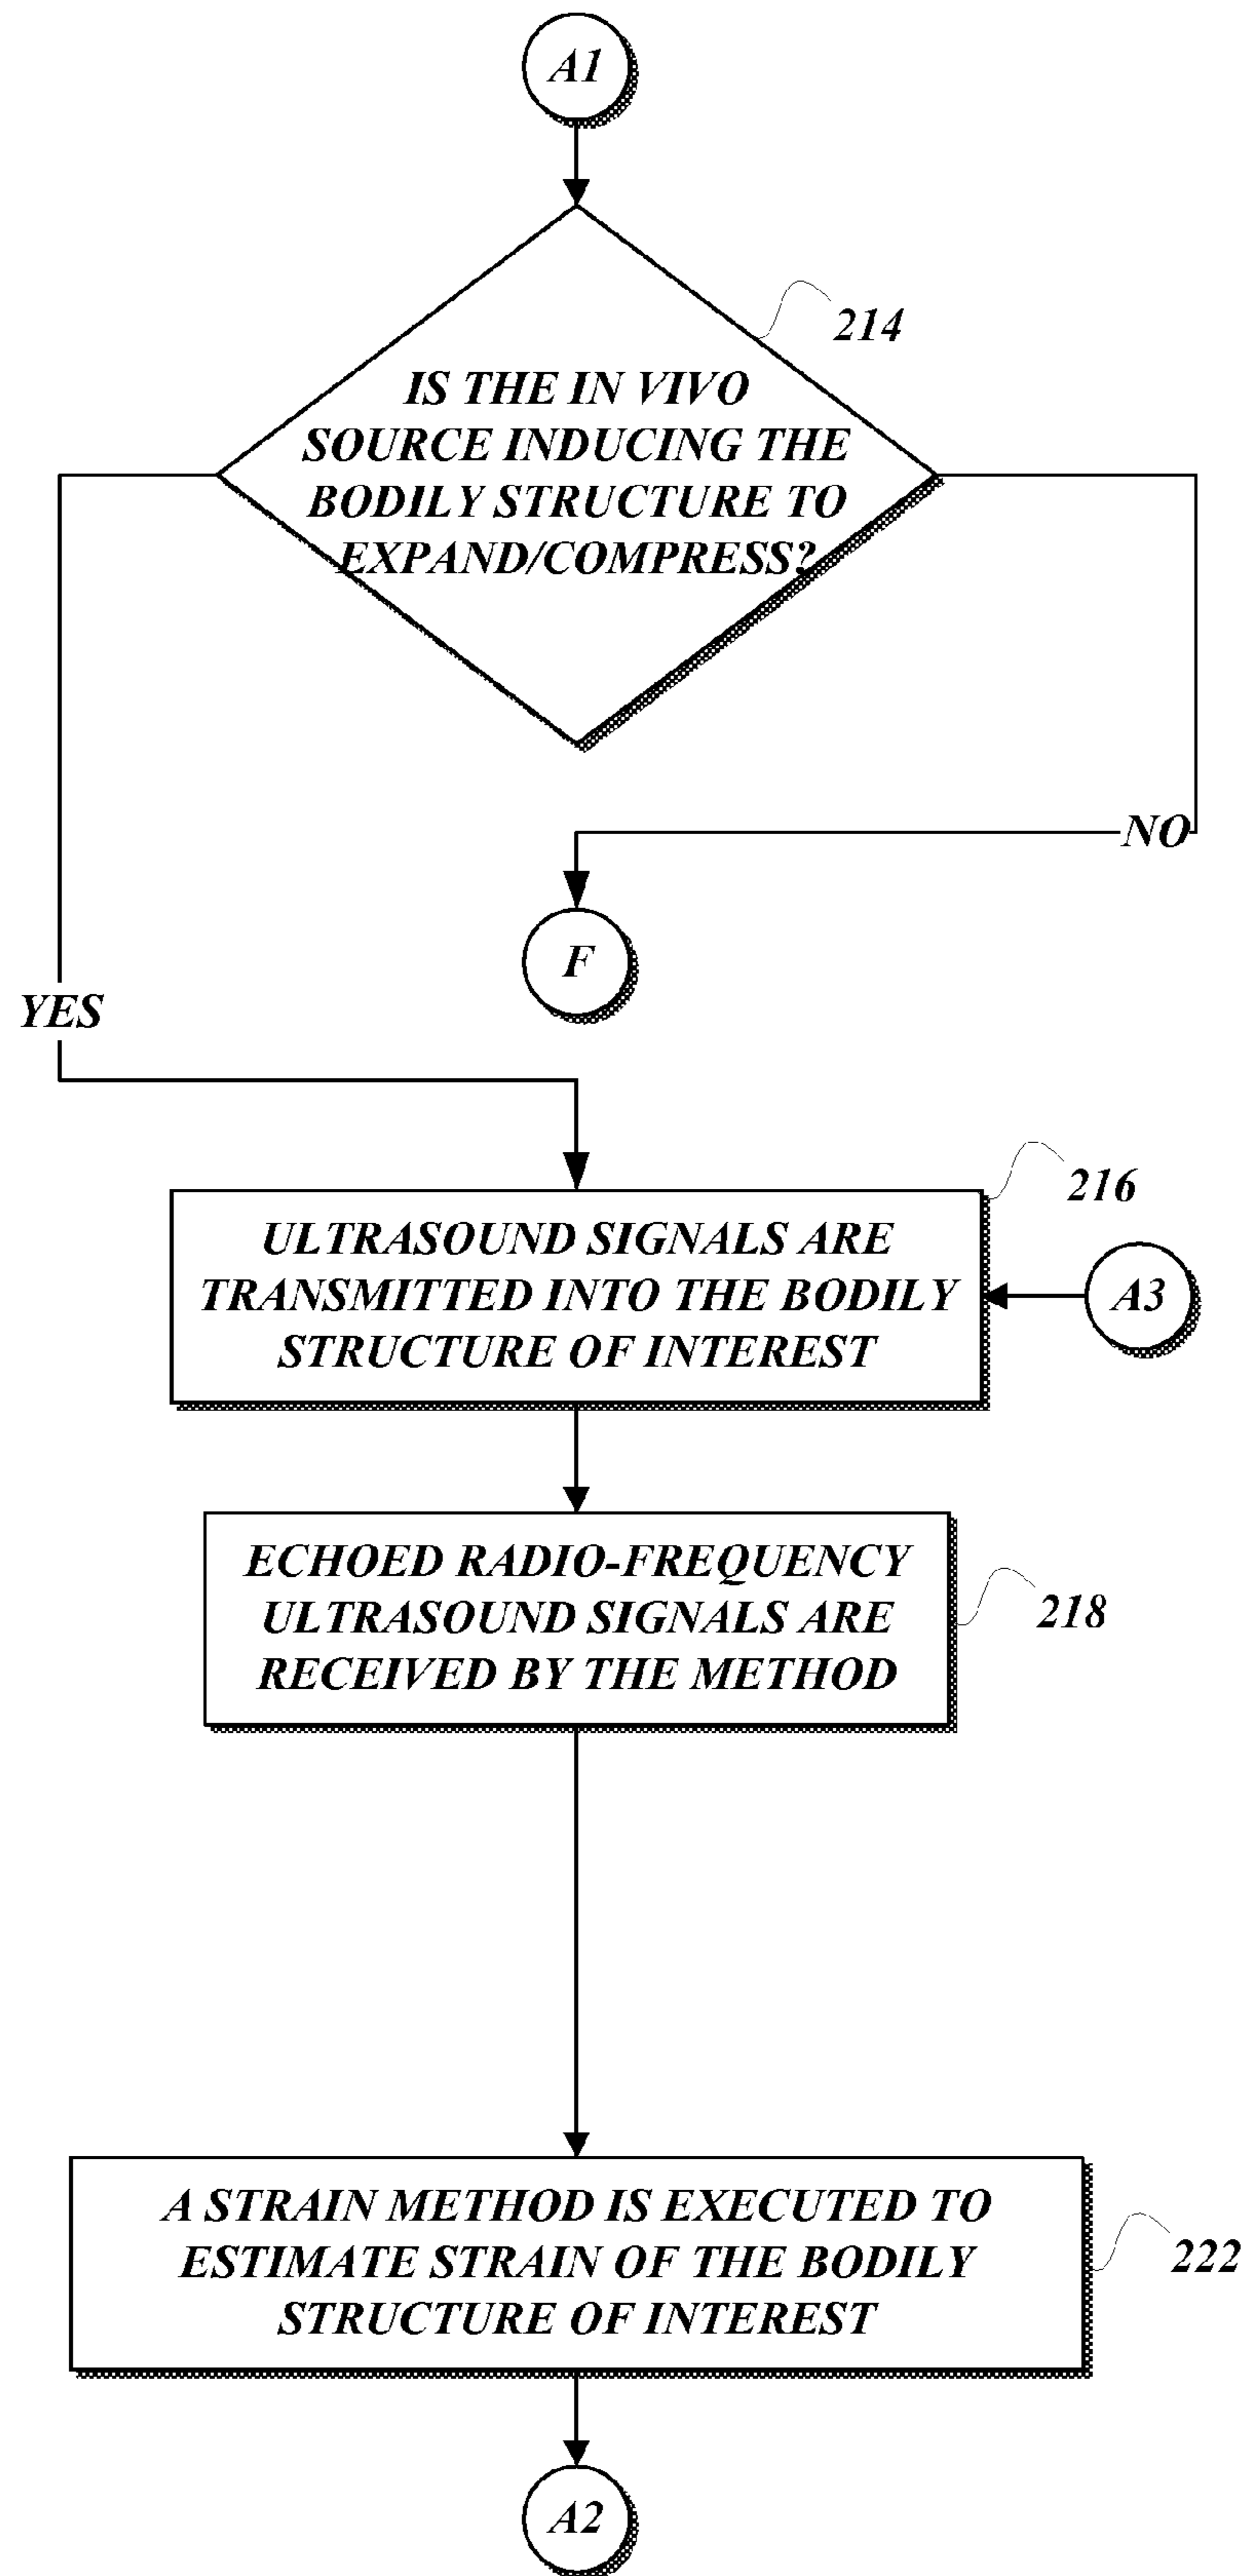 A1
214
IS THE IN VIVO
SOURCE INDUCING THE
BODILY STRUCTURE TO
EXPAND/COMPRESS?
NO
F
YES
216
ULTRASOUND SIGNALS ARE
TRANSMITTED INTO THE BODILY
STRUCTURE OF INTEREST
A3
ECHOED RADIO-FREQUENCY
ULTRASOUND SIGNALS ARE
RECEIVED BY THE METHOD
218
A STRAIN METHOD IS EXECUTED TO
ESTIMATE STRAIN OF THE BODILY
STRUCTURE OF INTEREST
222
A2